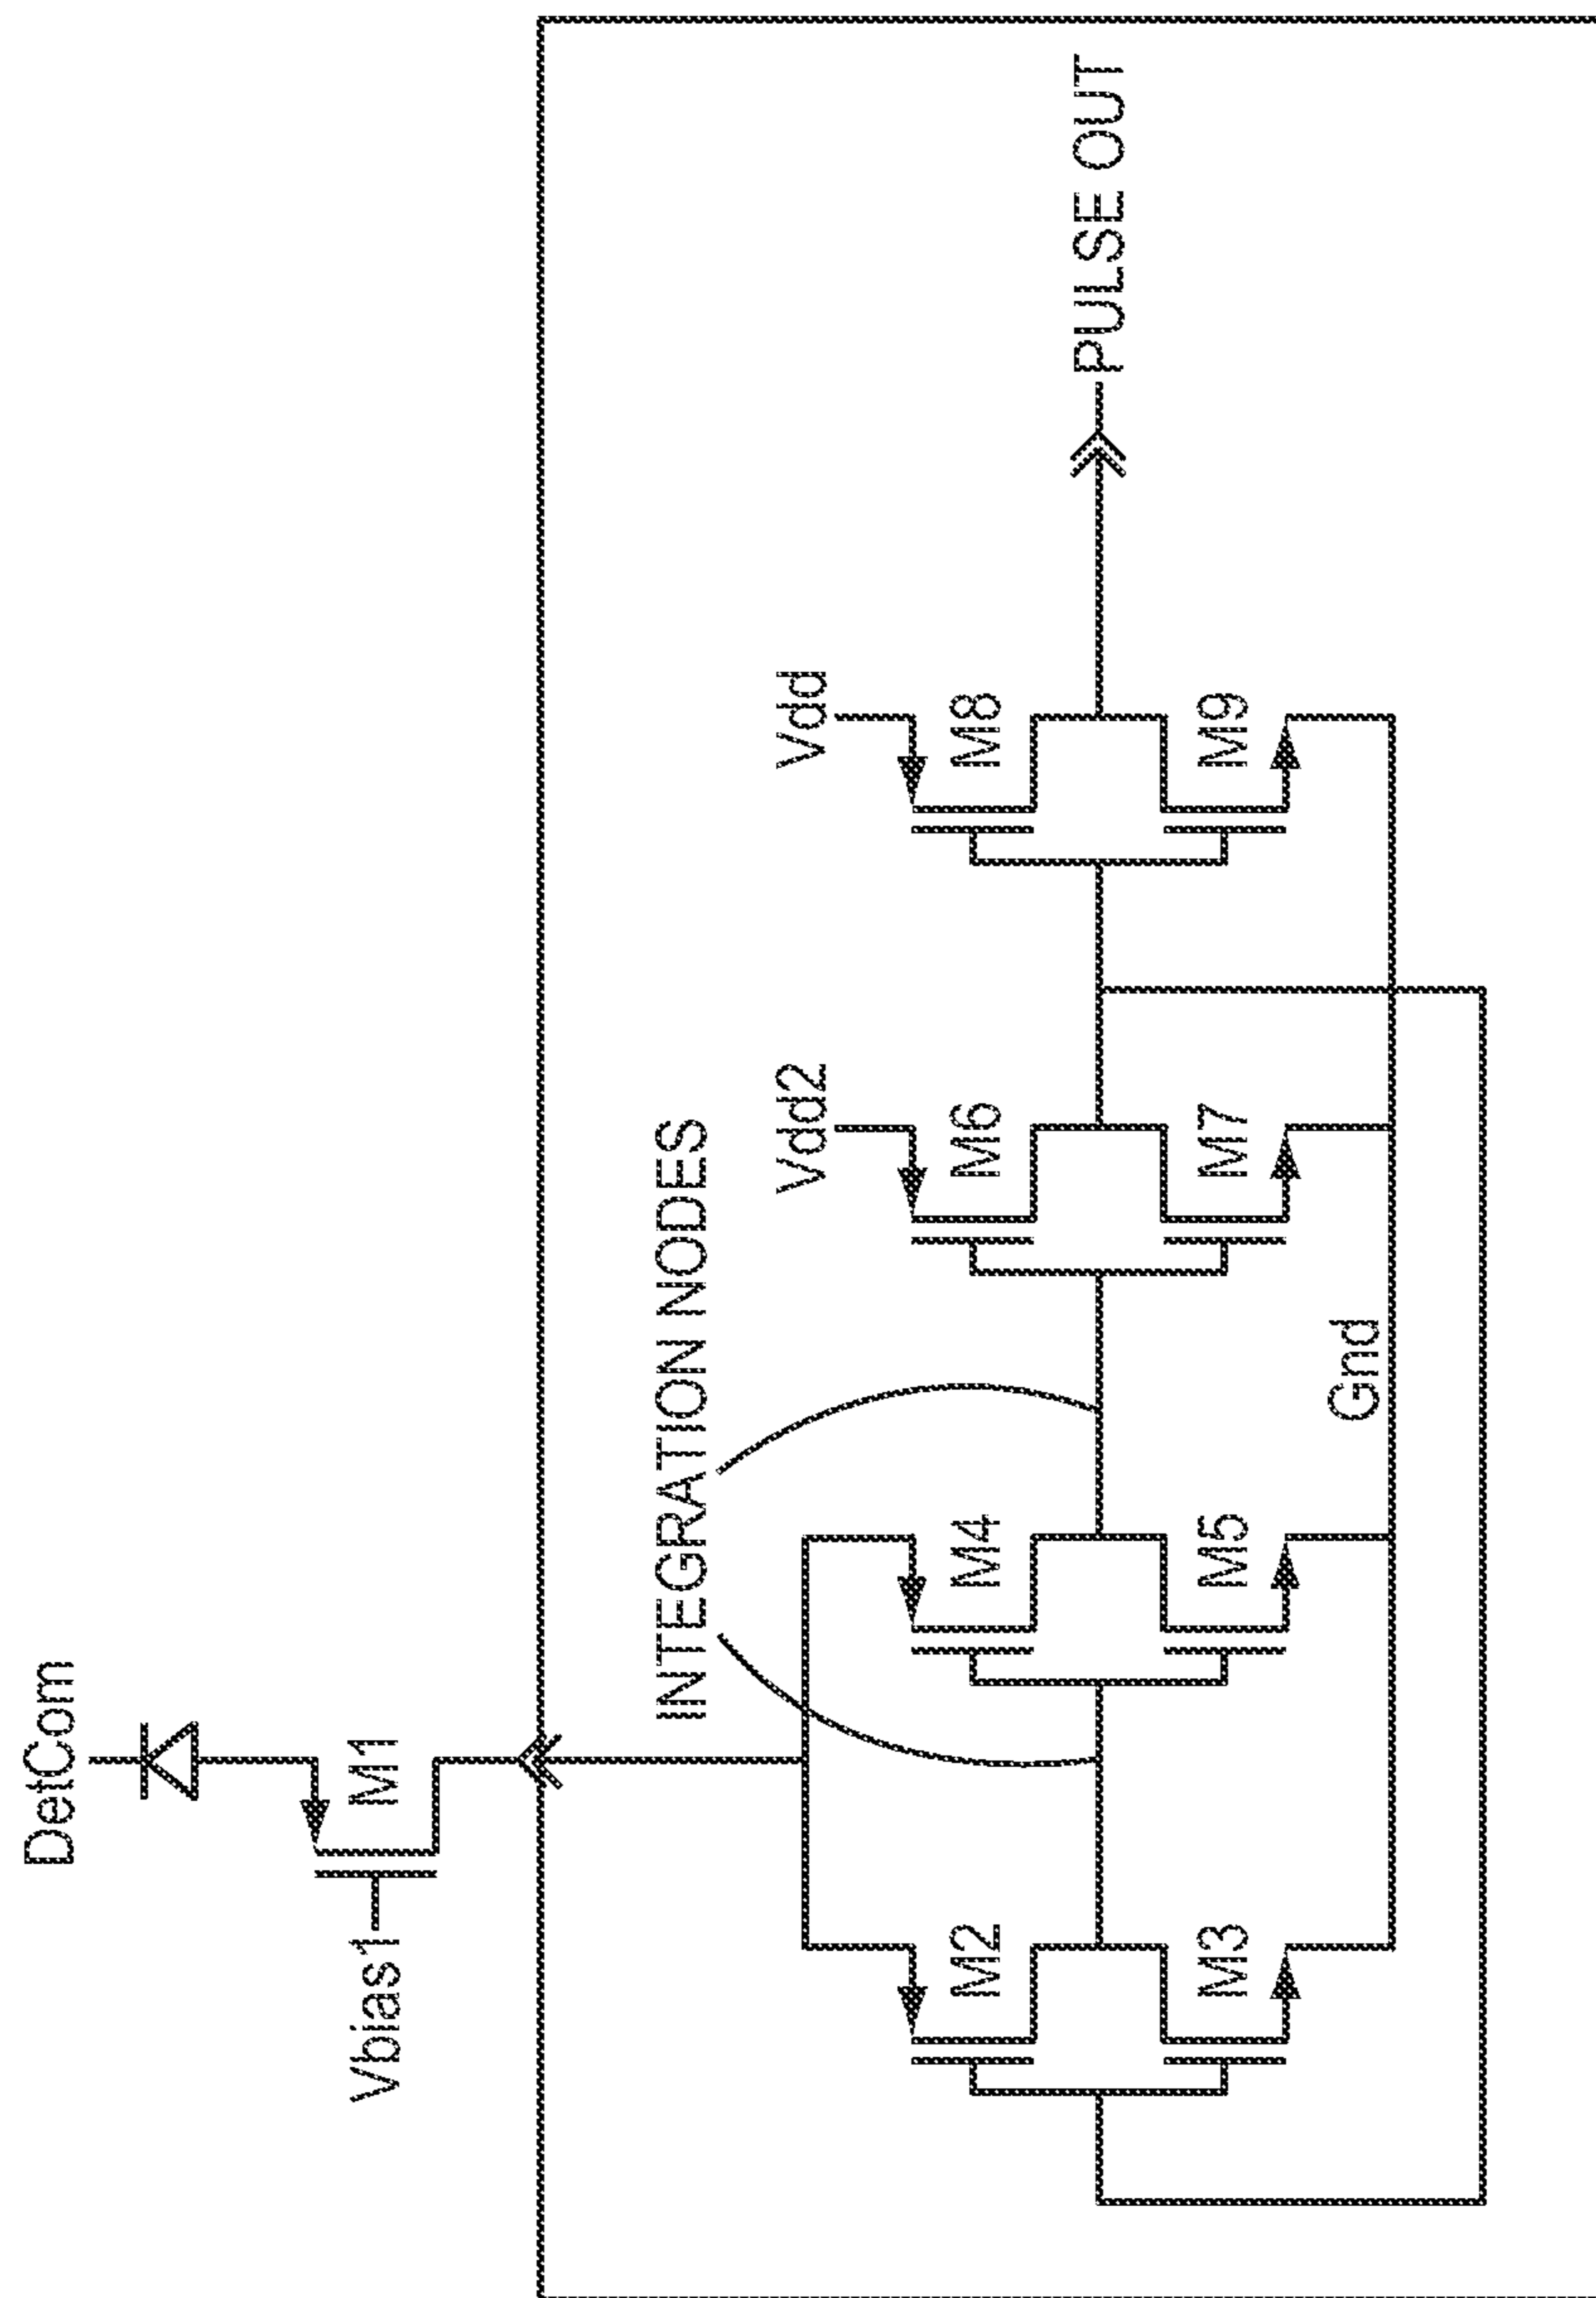 DetCom
Vbias1
M1
INTEGRATION NODES
Vdd2
Vdd
M2
M4
M6
M8
PULSE OUT
M3
M5
M7
M9
Gnd